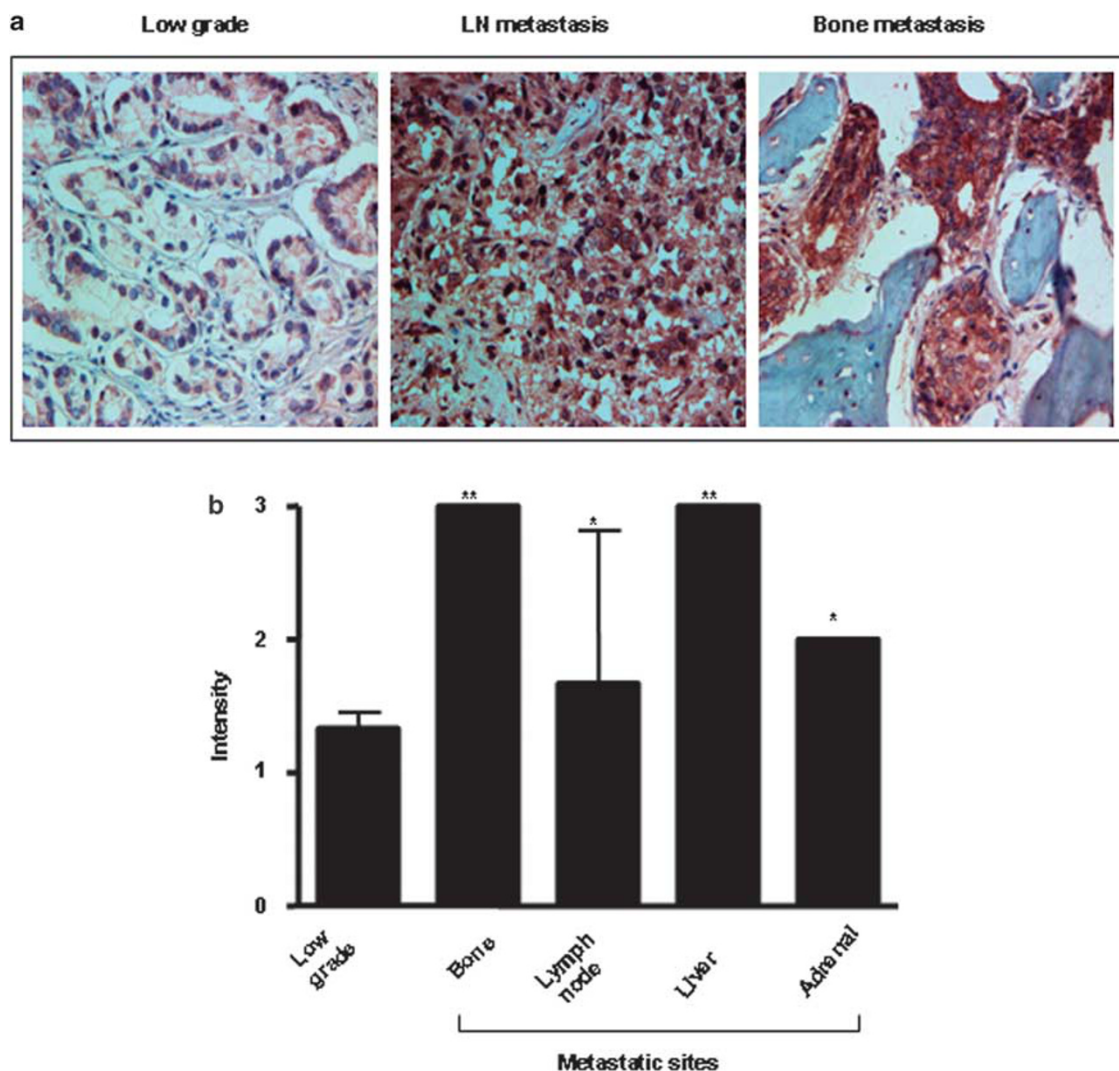 a
Low grade
LN metastasis
Bone metastasis
b
**
*
**
*
3
2
1
0
Intensity
Low
grade
Bone
Lymph
node
Liver
Adrenal
Metastatic sites